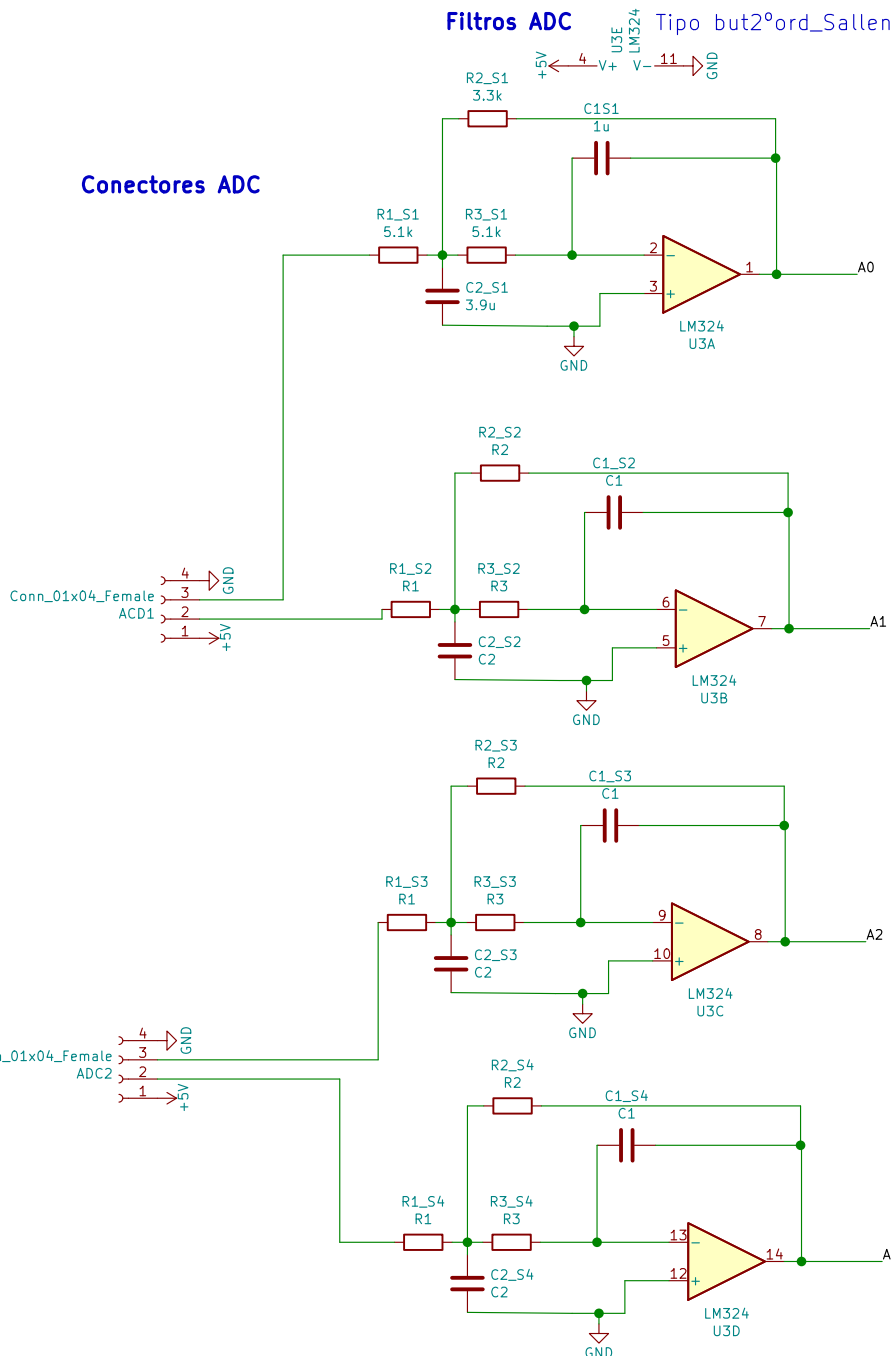 Filtros ADC
Tipo but2ºord_Sallen
+5V
4
V+
U3E
LM324
V-
11
GND
R2_S1
3.3k
C1S1
1u
Conectores ADC
R1_S1
5.1k
R3_S1
5.1k
2
-
3
+
1
A0
C2_S1
3.9u
LM324
U3A
GND
R2_S2
R2
C1_S2
C1
R1_S2
R1
R3_S2
R3
6
-
5
+
7
A1
C2_S2
C2
LM324
U3B
GND
Conn_01x04_Female
ACD1
4
GND
3
2
1
+5V
R2_S3
R2
C1_S3
C1
R1_S3
R1
R3_S3
R3
9
-
10
+
8
A2
C2_S3
C2
LM324
U3C
GND
_01x04_Female
ADC2
4
GND
3
2
1
+5V
R2_S4
R2
C1_S4
C1
R1_S4
R1
R3_S4
R3
13
-
12
+
14
A
C2_S4
C2
LM324
U3D
GND